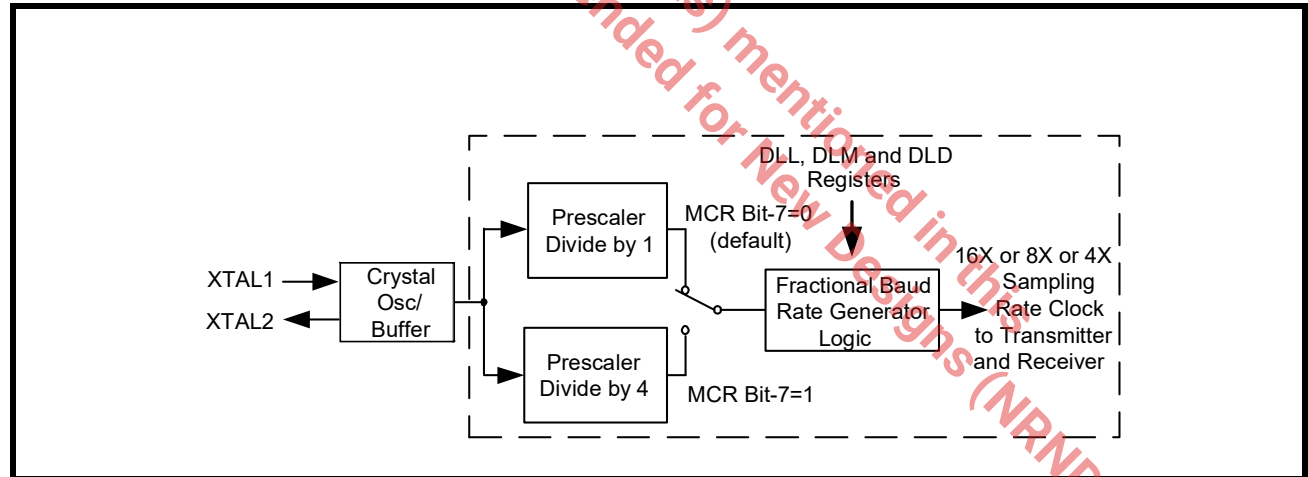 s) mentioned in this
nded for New Designs (NRND
DLL, DLM and DLD
Registers
Prescaler
Divide by 1
MCR Bit-7=0
(default)
XTAL1
XTAL2
Crystal
Osc/
Buffer
Fractional Baud
Rate Generator
Logic
16X or 8X or 4X
Sampling
Rate Clock
to Transmitter
and Receiver
Prescaler
Divide by 4
MCR Bit-7=1